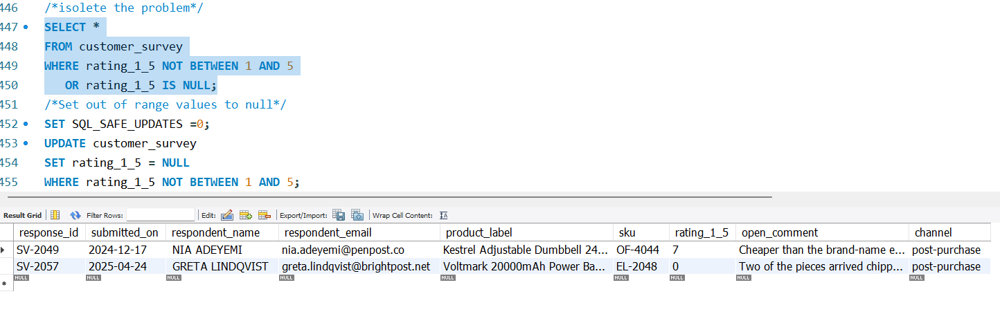 446 /*isolete the problem*/
447 SELECT *
448 FROM customer_survey
449 WHERE rating_1_5 NOT BETWEEN 1 AND 5
450 OR rating_1_5 IS NULL;
451 /*Set out of range values to null*/
452 SET SQL_SAFE_UPDATES =0;
453 UPDATE customer_survey
454 SET rating_1_5 = NULL
455 WHERE rating_1_5 NOT BETWEEN 1 AND 5;
Result Grid Filter Rows: Edit: Export/Import: Wrap Cell Content:
response_id submitted_on respondent_name respondent_email product_label sku rating_1_5 open_comment channel
SV-2049 2024-12-17 NIA ADEYEMI nia.adeyemi@penpost.co Kestrel Adjustable Dumbbell 24... OF-4044 7 Cheaper than the brand-name e... post-purchase
SV-2057 2025-04-24 GRETA LINDQVIST greta.lindqvist@brightpost.net Voltmark 20000mAh Power Ba... EL-2048 0 Two of the pieces arrived chipp... post-purchase
NULL NULL NULL NULL NULL NULL NULL NULL NULL